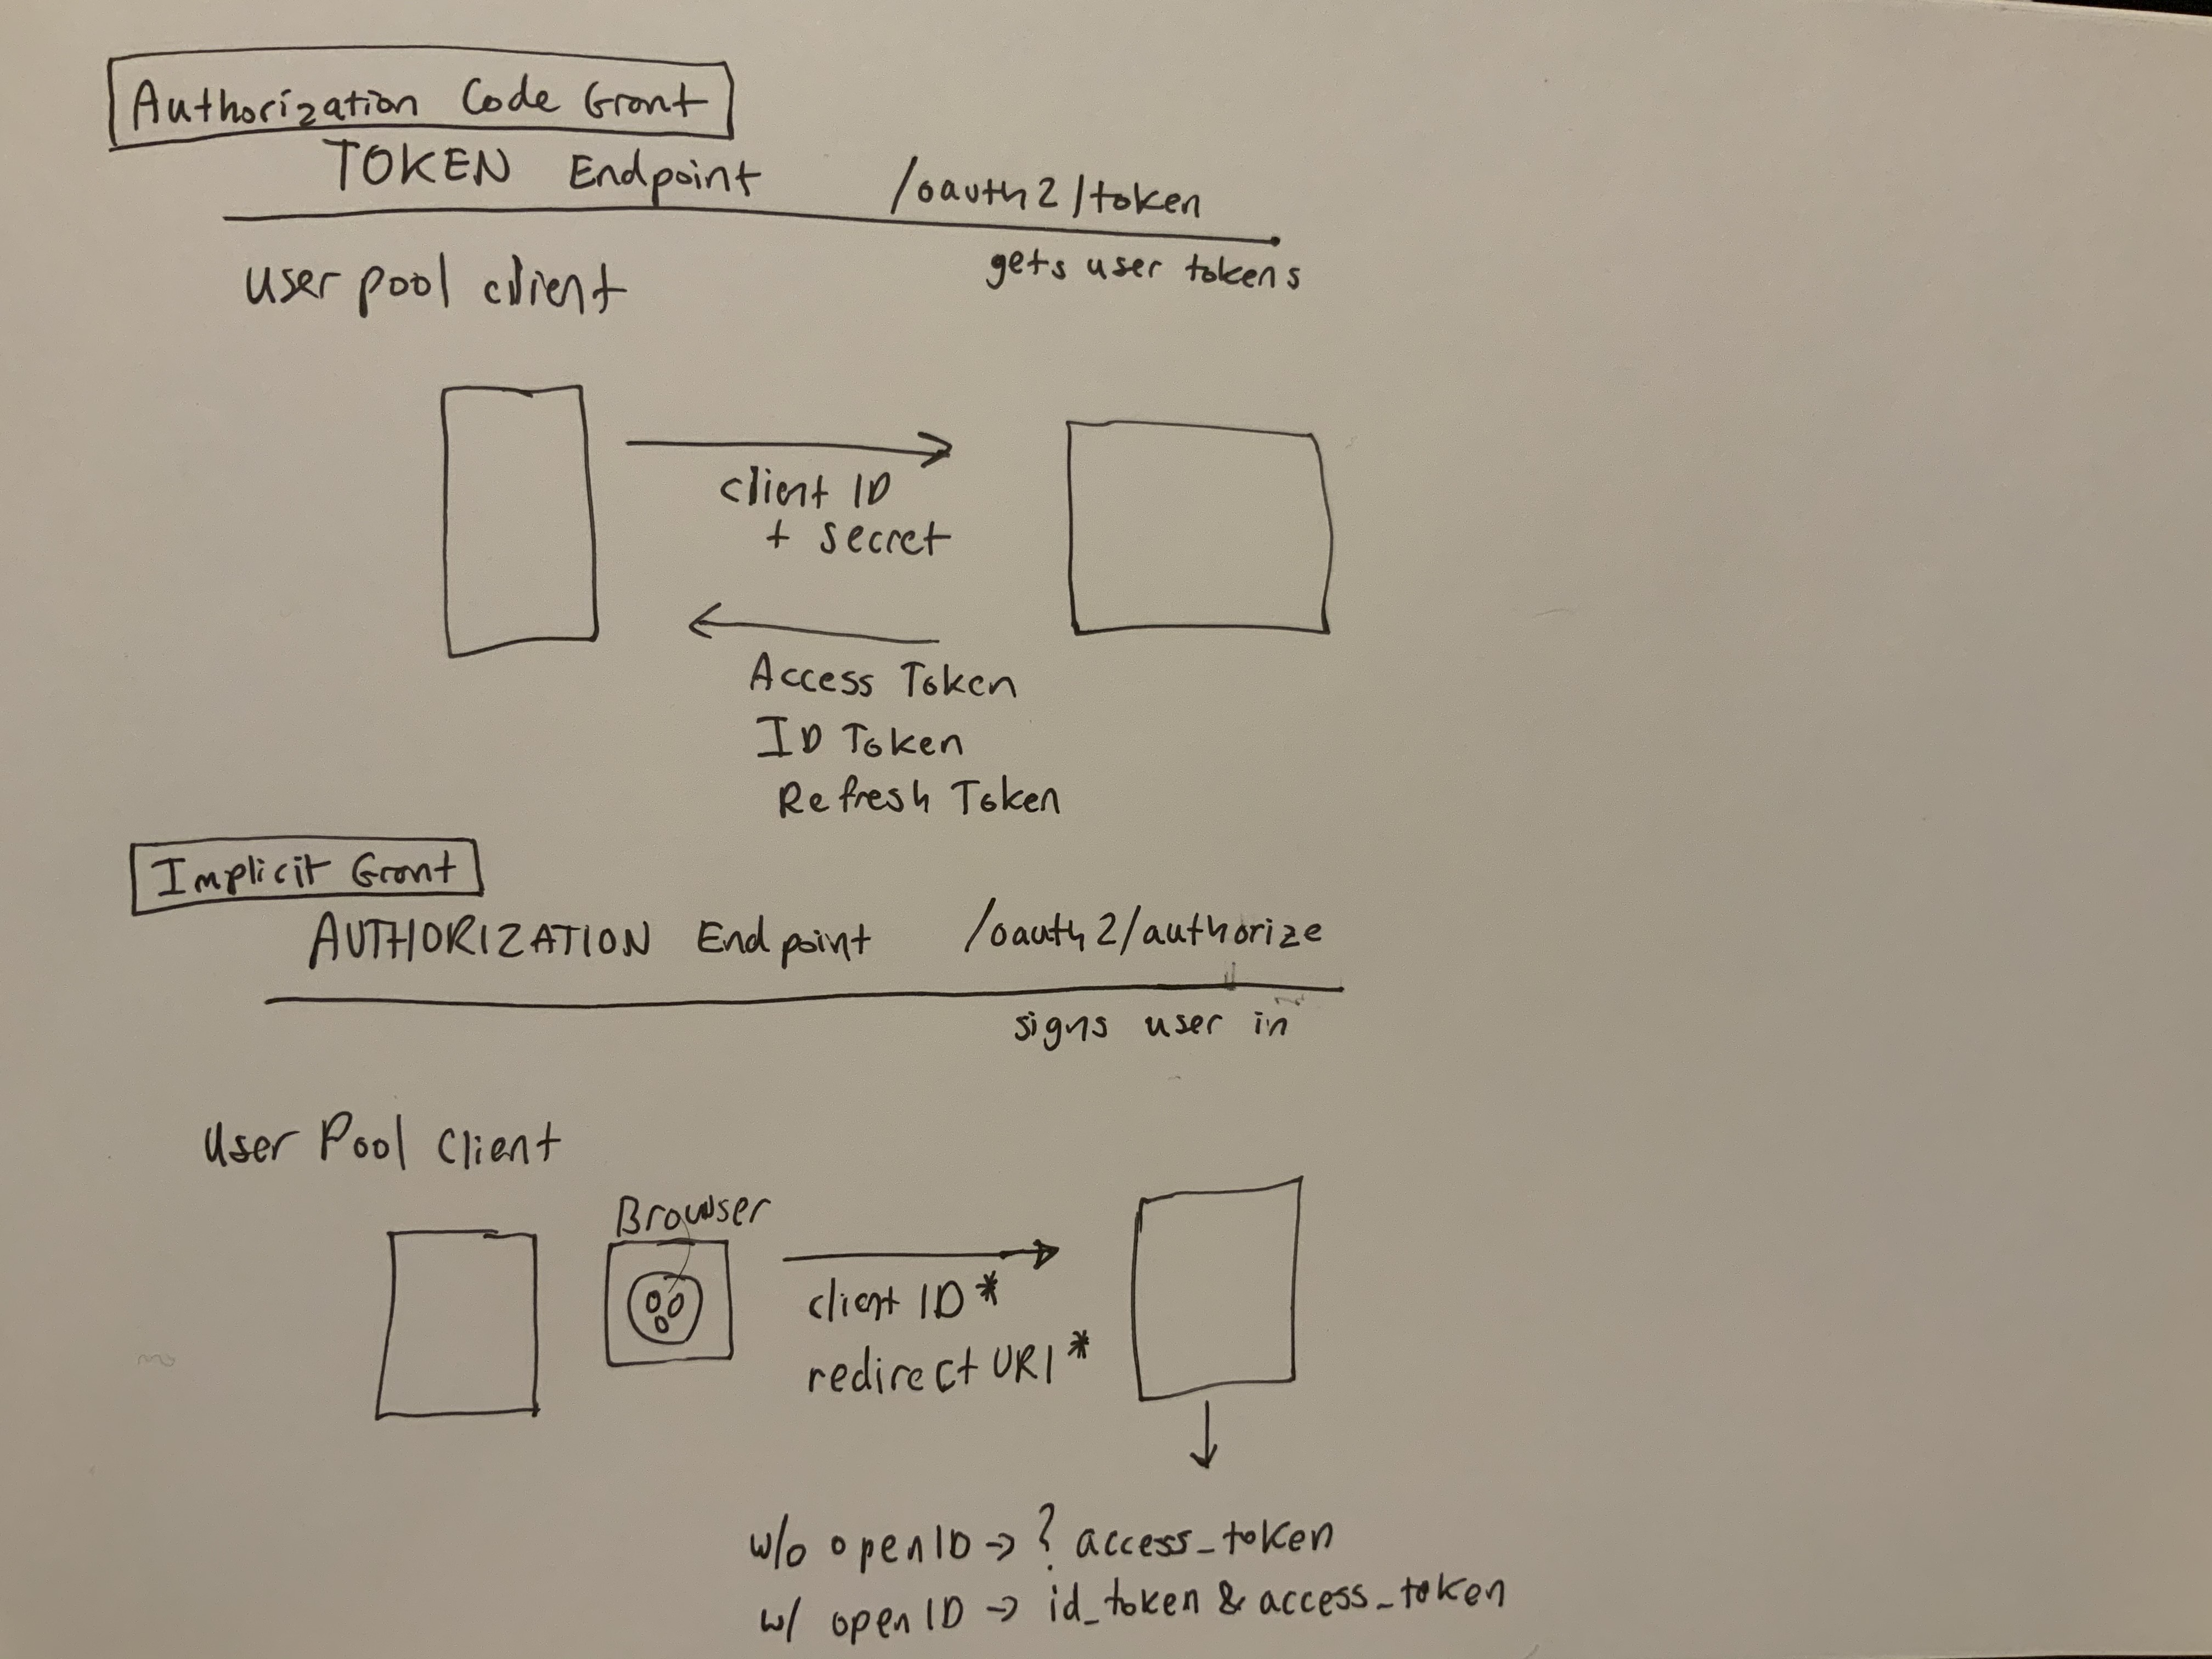 Authorization Code Grant
TOKEN Endpoint /oauth2/token
gets user tokens
user pool client
client ID
+ secret
Access Token
ID Token
Refresh Token
Implicit Grant
AUTHORIZATION Endpoint /oauth2/authorize
signs user in
User Pool Client
Browser
client ID*
redirect URI*
w/o openID → ? access_token
w/ openID → id_token & access_token